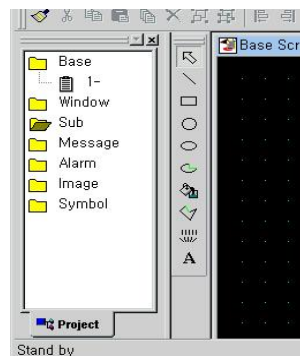 Base Scr
Base
1-
Window
Sub
Message
Alarm
Image
Symbol
A
Project
Stand by